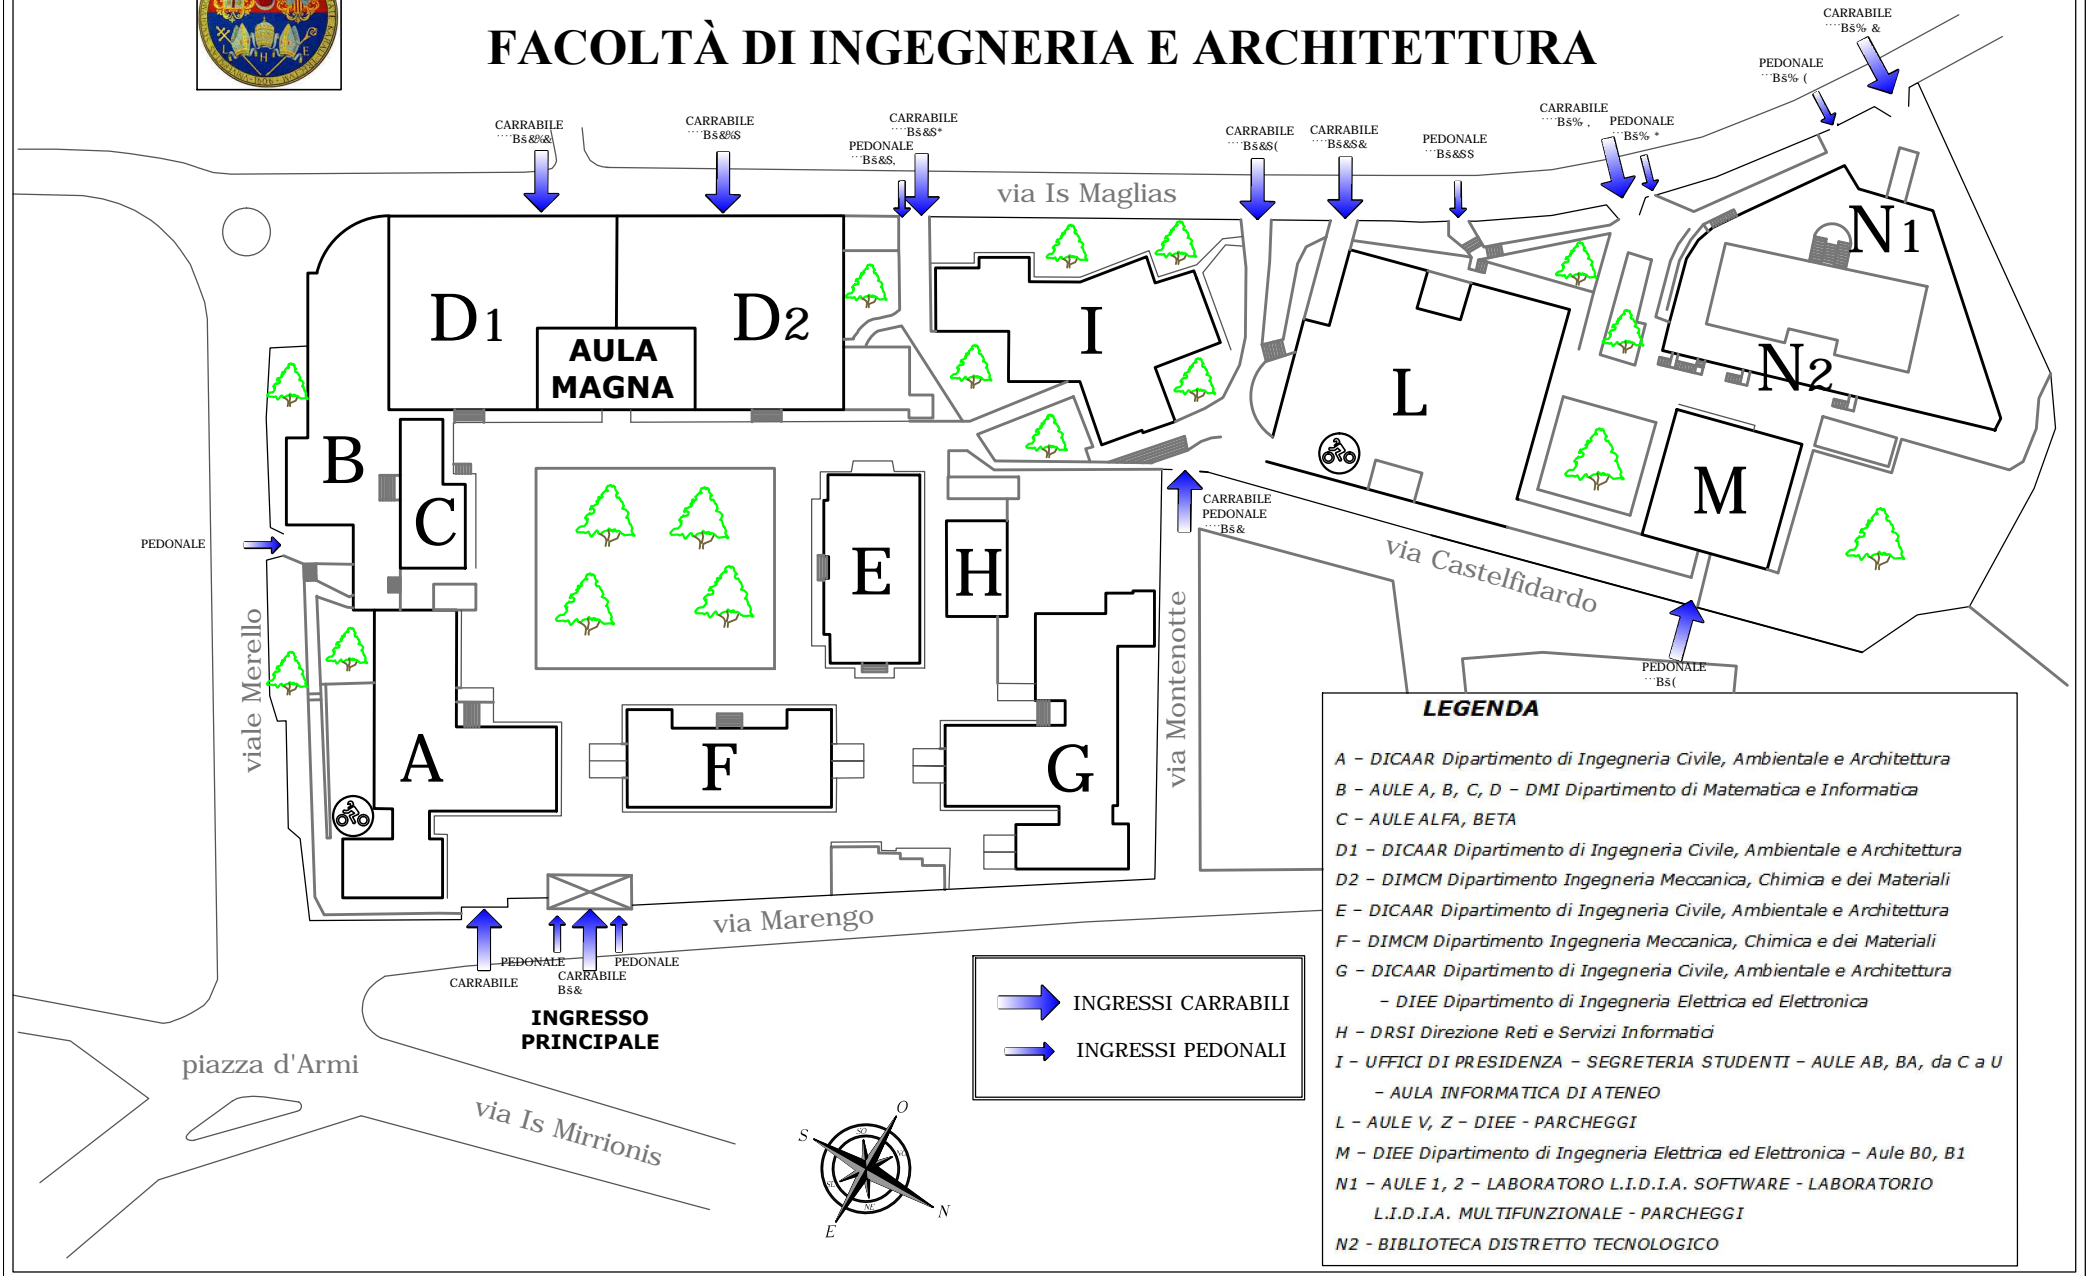 FACOLTÀ DI INGEGNERIA E ARCHITETTURA
CARRABILE
CARRABILE
CARRABILE
PEDONALE
CARRABILE
CARRABILE
PEDONALE
CARRABILE
PEDONALE
PEDONALE
CARRABILE
via Is Maglias
D1
D2
AULA
MAGNA
I
L
N1
N2
M
B
C
E
H
PEDONALE
CARRABILE
PEDONALE
via Castelfidardo
PEDONALE
viale Merello
via Montenotte
A
F
G
via Marengo
CARRABILE
PEDONALE
CARRABILE
PEDONALE
INGRESSO
PRINCIPALE
piazza d'Armi
via Is Mirrionis
INGRESSI CARRABILI
INGRESSI PEDONALI
O
S
SO
NO
SE
NE
N
E
LEGENDA
A – DICAAR Dipartimento di Ingegneria Civile, Ambientale e Architettura
B – AULE A, B, C, D – DMI Dipartimento di Matematica e Informatica
C – AULE ALFA, BETA
D1 – DICAAR Dipartimento di Ingegneria Civile, Ambientale e Architettura
D2 – DIMCM Dipartimento Ingegneria Meccanica, Chimica e dei Materiali
E – DICAAR Dipartimento di Ingegneria Civile, Ambientale e Architettura
F – DIMCM Dipartimento Ingegneria Meccanica, Chimica e dei Materiali
G – DICAAR Dipartimento di Ingegneria Civile, Ambientale e Architettura
– DIEE Dipartimento di Ingegneria Elettrica ed Elettronica
H – DRSI Direzione Reti e Servizi Informatici
I – UFFICI DI PRESIDENZA – SEGRETERIA STUDENTI – AULE AB, BA, da C a U
– AULA INFORMATICA DI ATENEO
L – AULE V, Z – DIEE - PARCHEGGI
M – DIEE Dipartimento di Ingegneria Elettrica ed Elettronica – Aule B0, B1
N1 – AULE 1, 2 – LABORATORO L.I.D.I.A. SOFTWARE - LABORATORIO
L.I.D.I.A. MULTIFUNZIONALE - PARCHEGGI
N2 - BIBLIOTECA DISTRETTO TECNOLOGICO